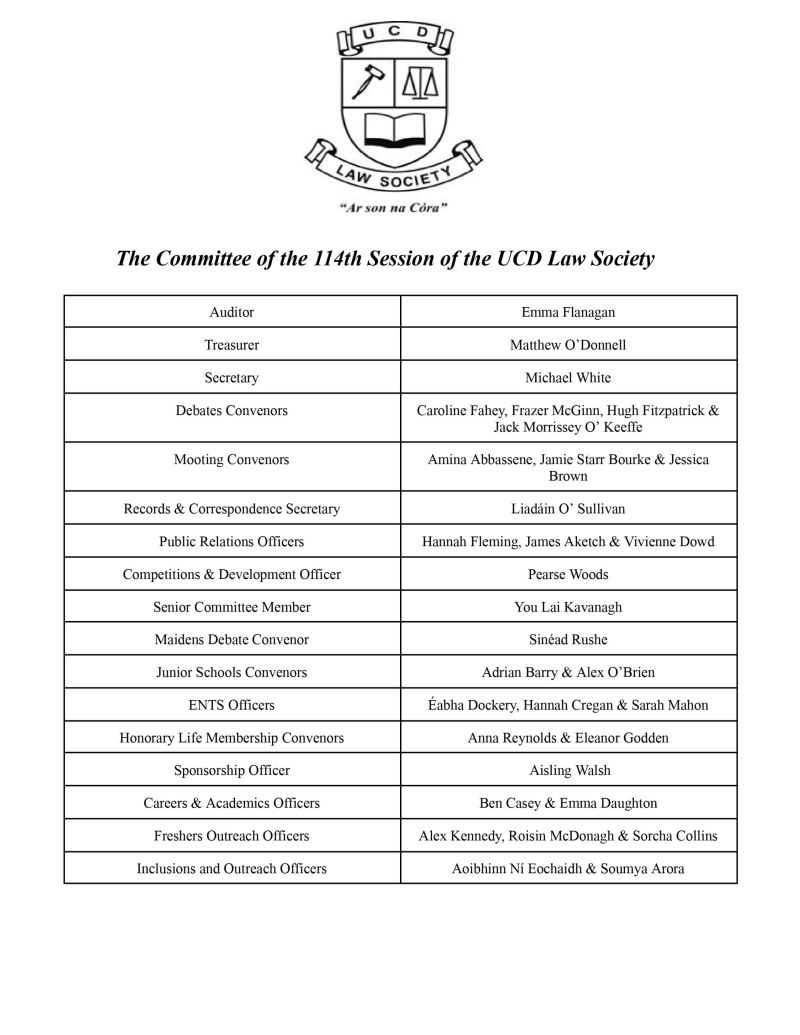 UCD
LAW SOCIETY
“Ar son na Córa”
The Committee of the 114th Session of the UCD Law Society
Auditor Emma Flanagan
Treasurer Matthew O’Donnell
Secretary Michael White
Debates Convenors Caroline Fahey, Frazer McGinn, Hugh Fitzpatrick &
Jack Morrissey O’ Keeffe
Mooting Convenors Amina Abbassene, Jamie Starr Bourke & Jessica
Brown
Records & Correspondence Secretary Liadáin O’ Sullivan
Public Relations Officers Hannah Fleming, James Aketch & Vivienne Dowd
Competitions & Development Officer Pearse Woods
Senior Committee Member You Lai Kavanagh
Maidens Debate Convenor Sinéad Rushe
Junior Schools Convenors Adrian Barry & Alex O’Brien
ENTS Officers Éabha Dockery, Hannah Cregan & Sarah Mahon
Honorary Life Membership Convenors Anna Reynolds & Eleanor Godden
Sponsorship Officer Aisling Walsh
Careers & Academics Officers Ben Casey & Emma Daughton
Freshers Outreach Officers Alex Kennedy, Roisin McDonagh & Sorcha Collins
Inclusions and Outreach Officers Aoibhinn Ní Eochaidh & Soumya Arora